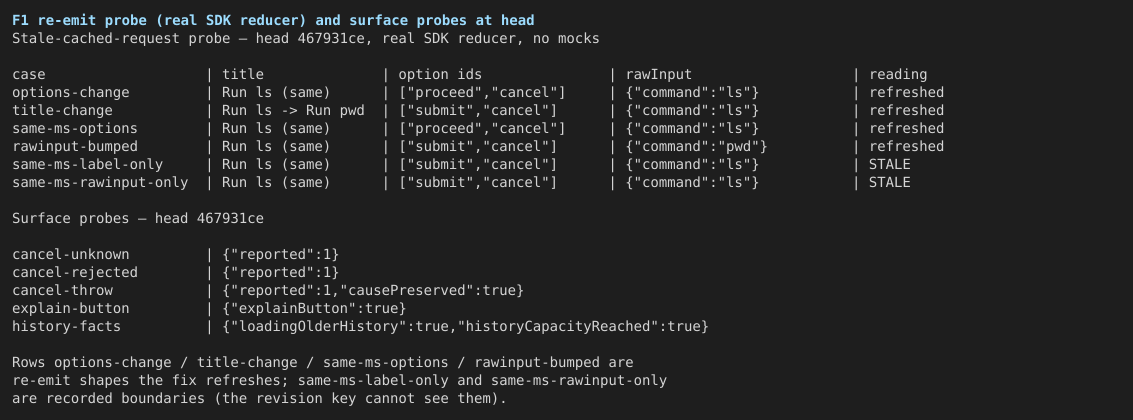 F1 re-emit probe (real SDK reducer) and surface probes at head
Stale-cached-request probe — head 467931ce, real SDK reducer, no mocks
case | title | option ids | rawInput | reading
options-change | Run ls (same) | ["proceed","cancel"] | {"command":"ls"} | refreshed
title-change | Run ls -> Run pwd | ["submit","cancel"] | {"command":"ls"} | refreshed
same-ms-options | Run ls (same) | ["proceed","cancel"] | {"command":"ls"} | refreshed
rawinput-bumped | Run ls (same) | ["submit","cancel"] | {"command":"pwd"} | refreshed
same-ms-label-only | Run ls (same) | ["submit","cancel"] | {"command":"ls"} | STALE
same-ms-rawinput-only | Run ls (same) | ["submit","cancel"] | {"command":"ls"} | STALE
Surface probes — head 467931ce
cancel-unknown | {"reported":1}
cancel-rejected | {"reported":1}
cancel-throw | {"reported":1,"causePreserved":true}
explain-button | {"explainButton":true}
history-facts | {"loadingOlderHistory":true,"historyCapacityReached":true}
Rows options-change / title-change / same-ms-options / rawinput-bumped are
re-emit shapes the fix refreshes; same-ms-label-only and same-ms-rawinput-only
are recorded boundaries (the revision key cannot see them).